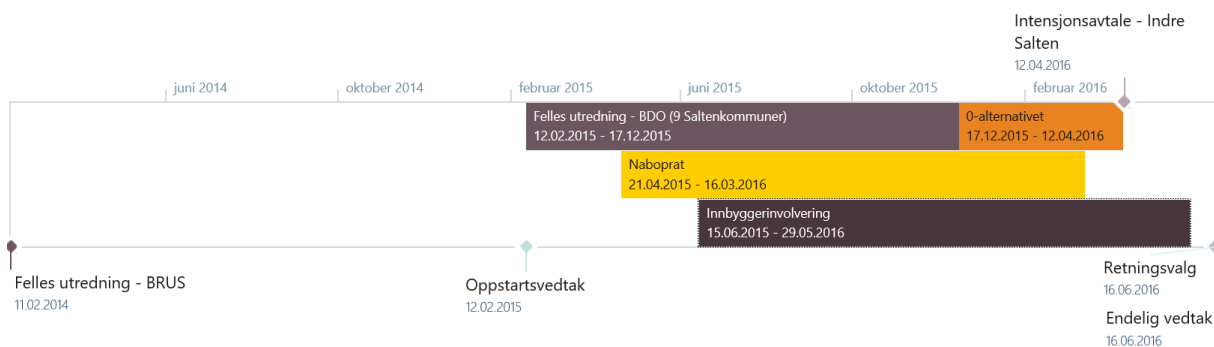 Intensjonsavtale - Indre
Salten
12.04.2016
juni 2014
oktober 2014
februar 2015
juni 2015
oktober 2015
februar 2016
Felles utredning - BDO (9 Saltenkommuner)
12.02.2015 - 17.12.2015
0-alternativet
17.12.2015 - 12.04.2016
Naboprat
21.04.2015 - 16.03.2016
Innbyggerinvolvering
15.06.2015 - 29.05.2016
Felles utredning - BRUS
11.02.2014
Oppstartsvedtak
12.02.2015
Retningsvalg
16.06.2016
Endelig vedtak
16.06.2016